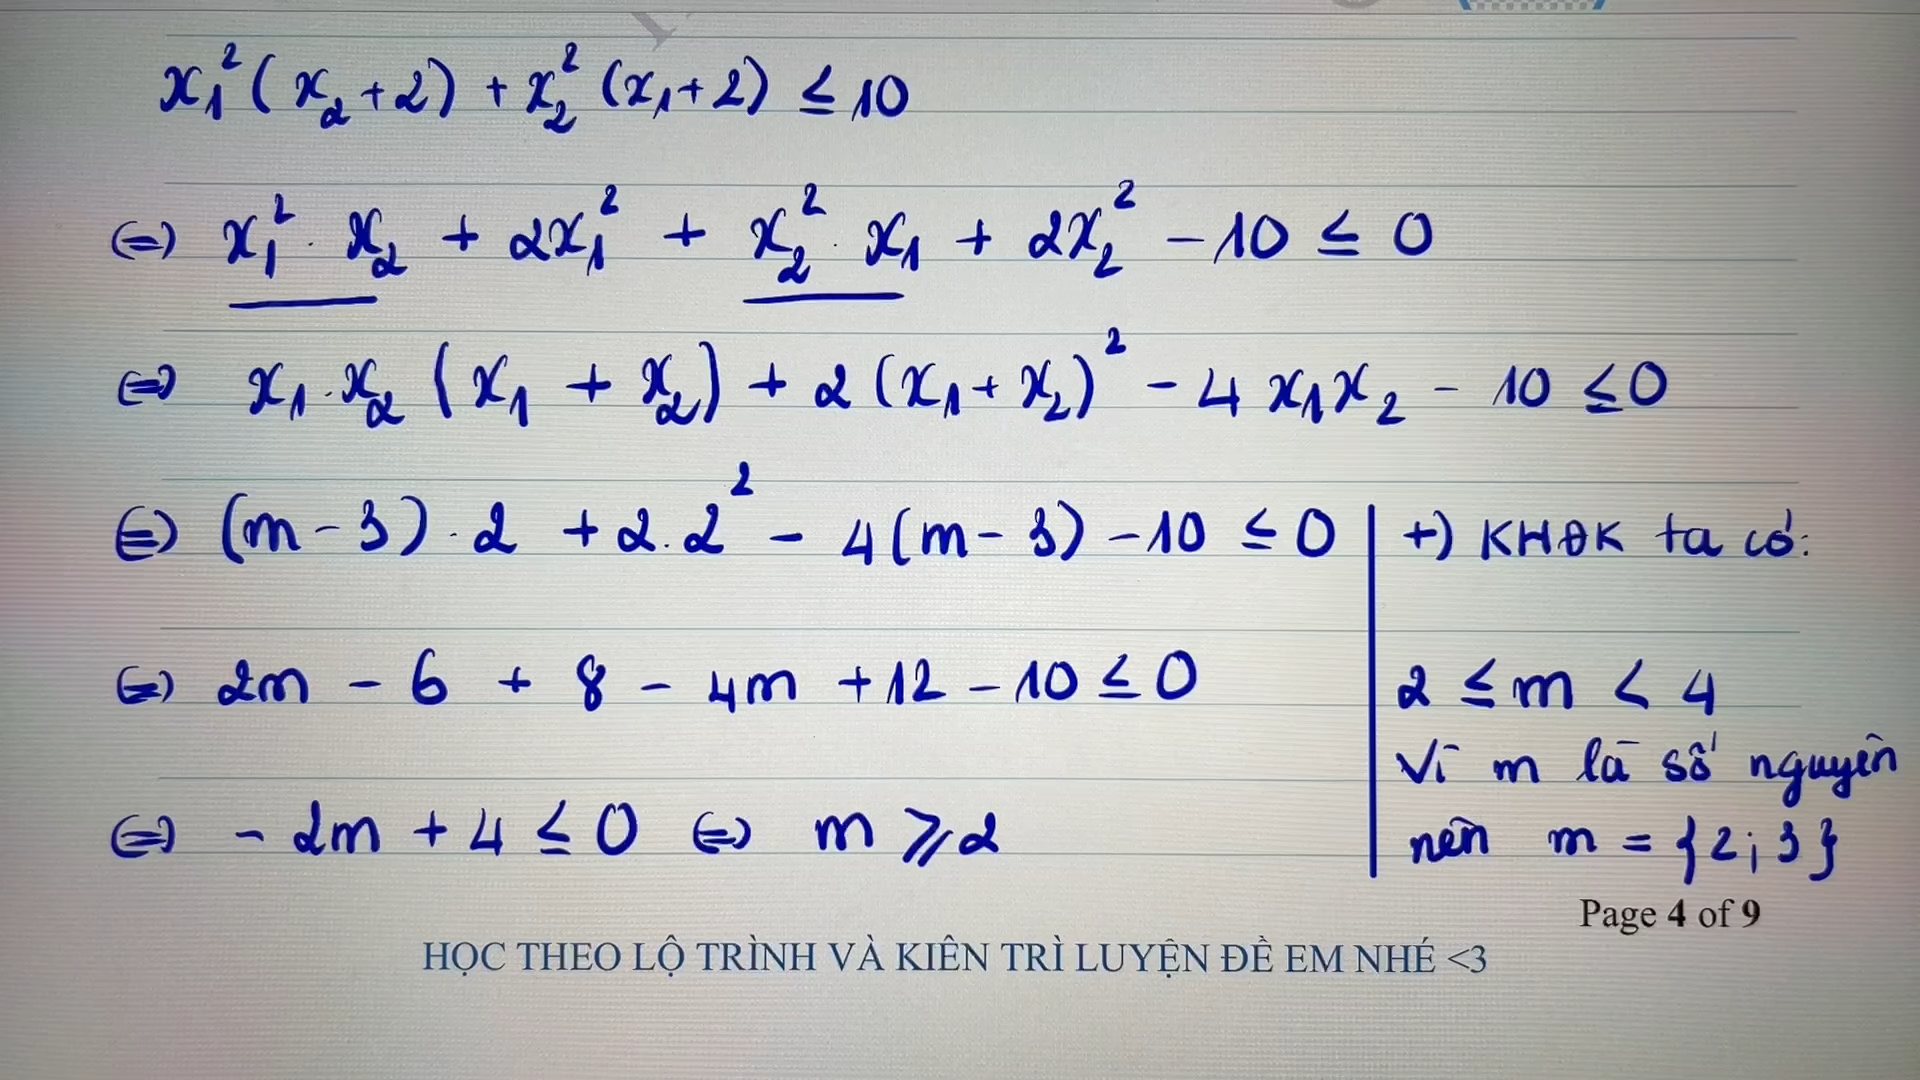 x₁²(x₂+2) + x₂²(x₁+2) ≤ 10
(=) x₁² . x₂ + 2x₁² + x₂² . x₁ + 2x₂² - 10 ≤ 0
(=) x₁.x₂(x₁ + x₂) + 2(x₁+x₂)² - 4x₁x₂ - 10 ≤ 0
(=) (m-3).2 + 2.2² - 4(m-3) - 10 ≤ 0
+) KHĐK ta có:
(=) 2m - 6 + 8 - 4m + 12 - 10 ≤ 0
2 ≤ m < 4
Vì m là số nguyên
(=) - 2m + 4 ≤ 0 (=) m ≥ 2
nên m = {2; 3}
Page 4 of 9
HỌC THEO LỘ TRÌNH VÀ KIÊN TRÌ LUYỆN ĐỀ EM NHÉ <3